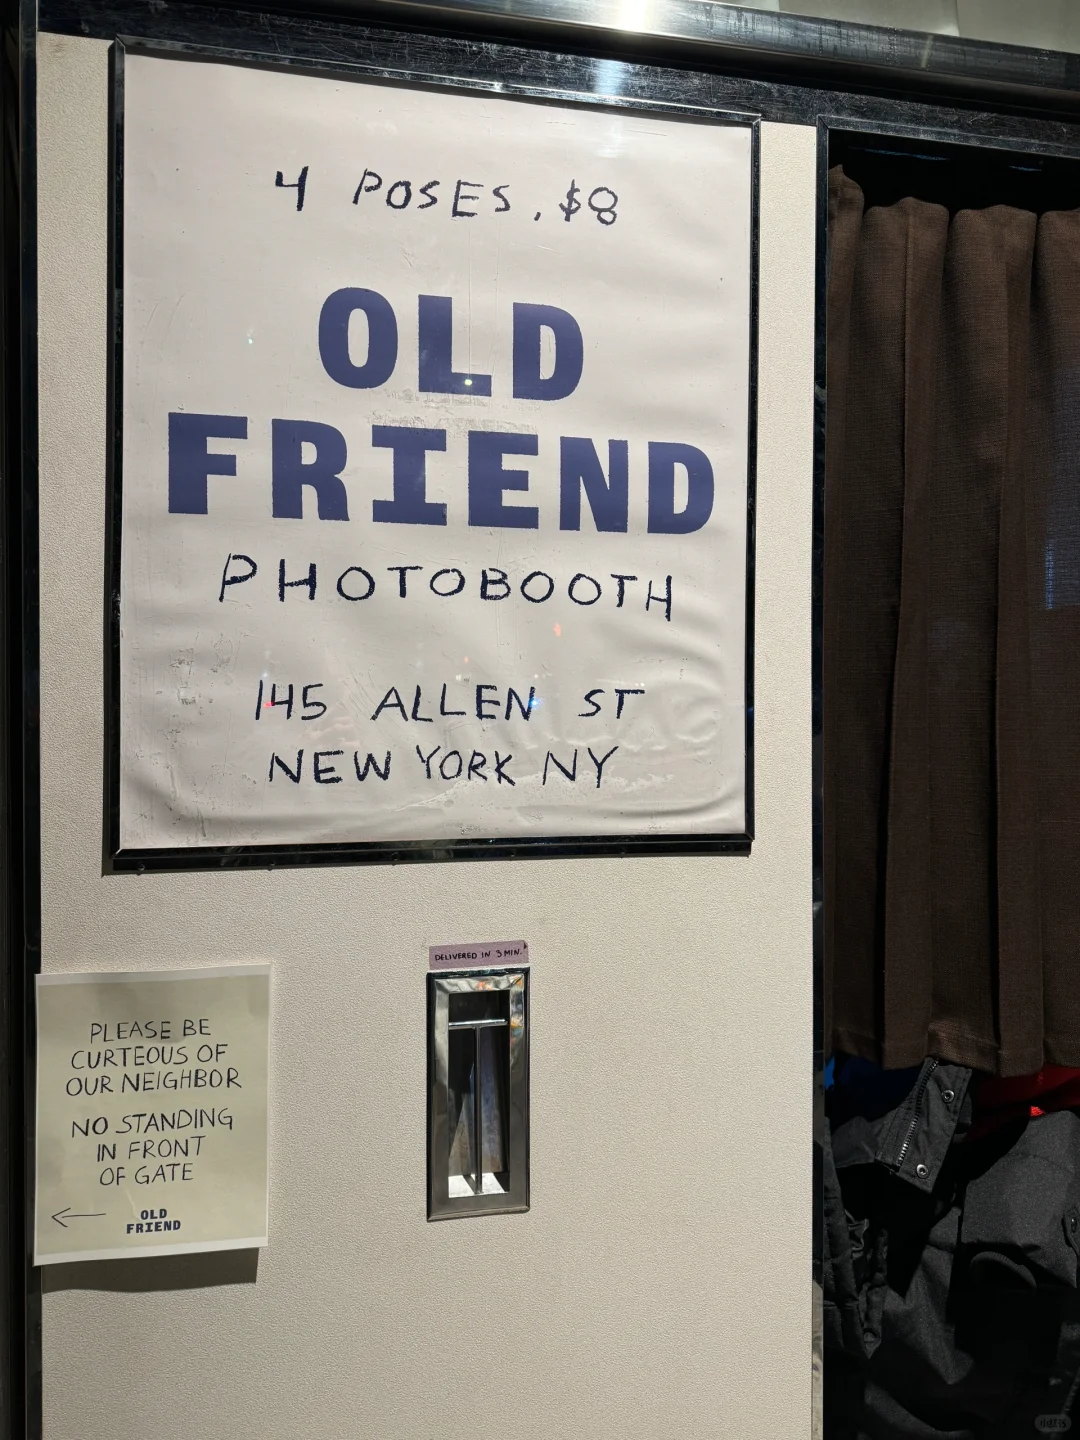 4 POSES, $8
OLD
FRIEND
PHOTOBOOTH
145 ALLEN ST
NEW YORK NY
DELIVERED IN 5 MIN.
PLEASE BE
CURTEOUS OF
OUR NEIGHBOR
NO STANDING
IN FRONT
OF GATE
OLD
FRIEND